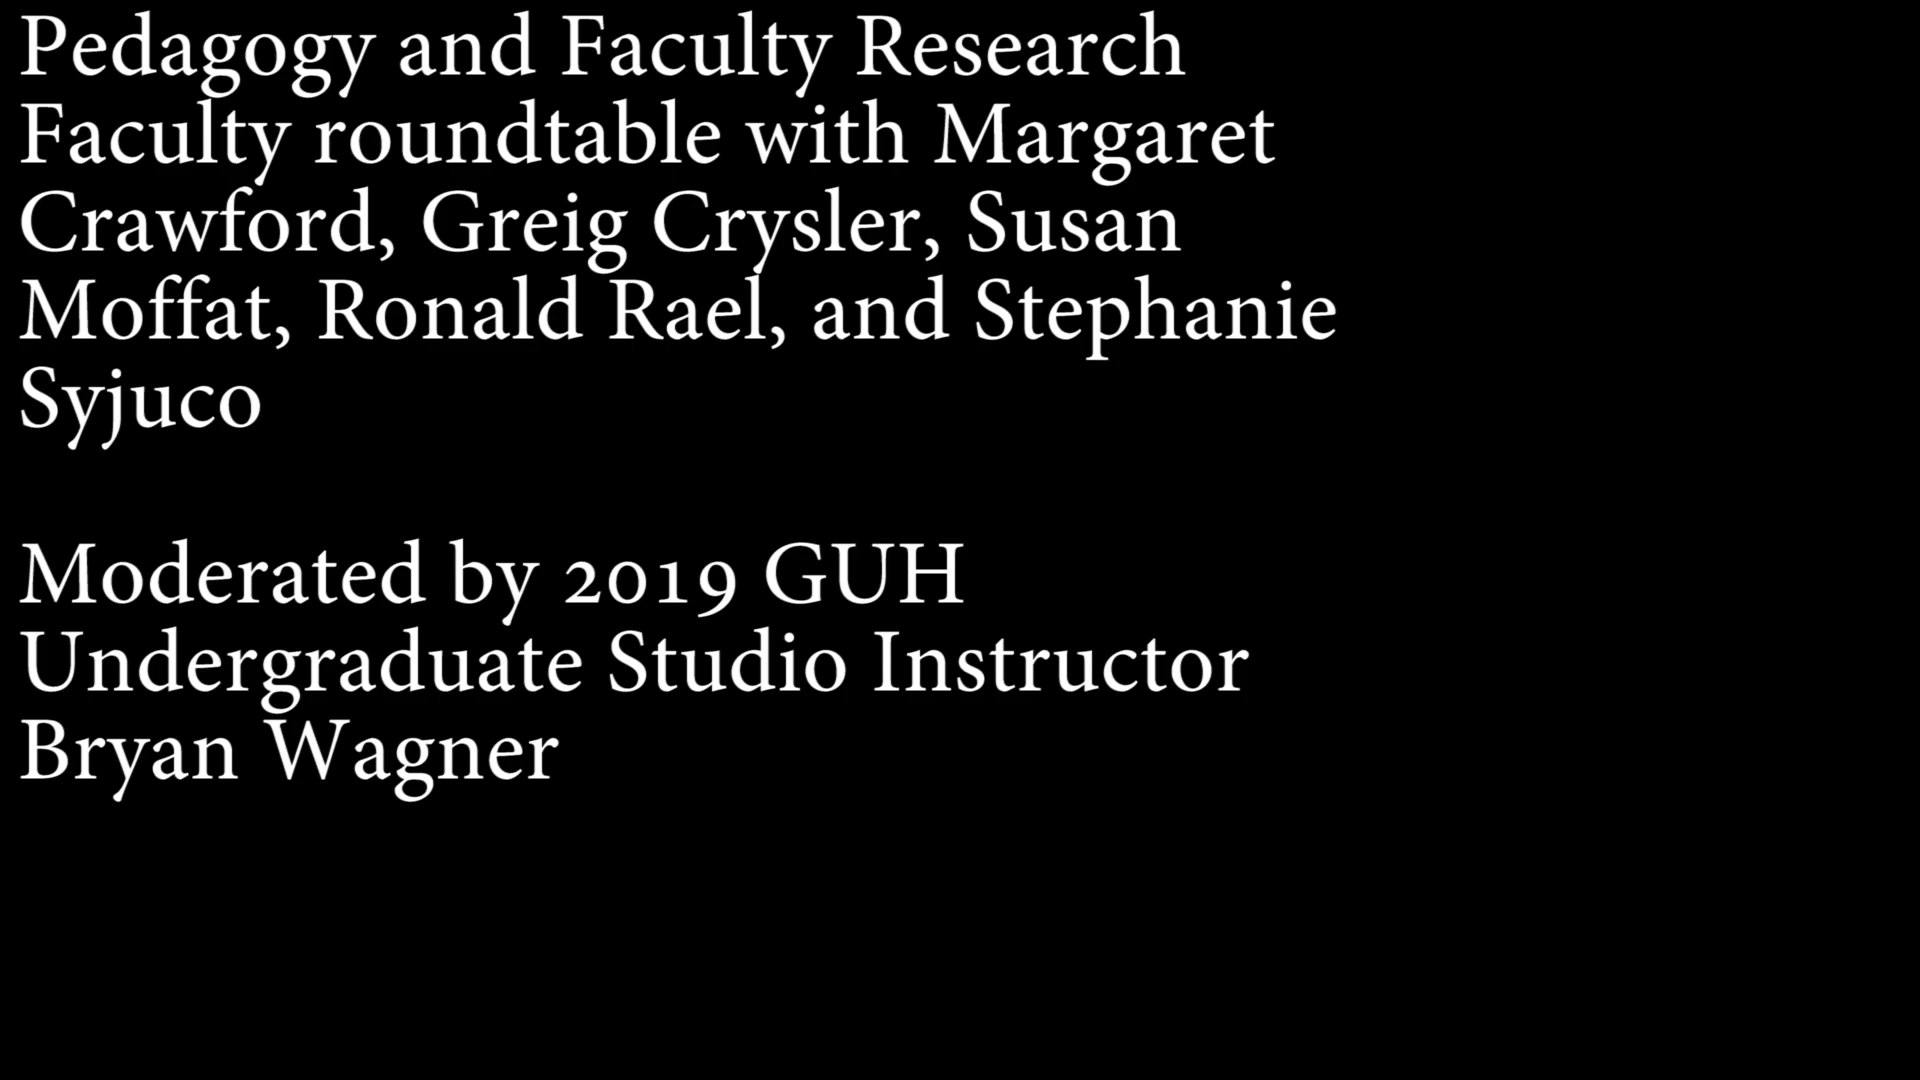 Pedagogy and Faculty Research
Faculty roundtable with Margaret
Crawford, Greig Crysler, Susan
Moffat, Ronald Rael, and Stephanie
Syjuco
Moderated by 2019 GUH
Undergraduate Studio Instructor
Bryan Wagner